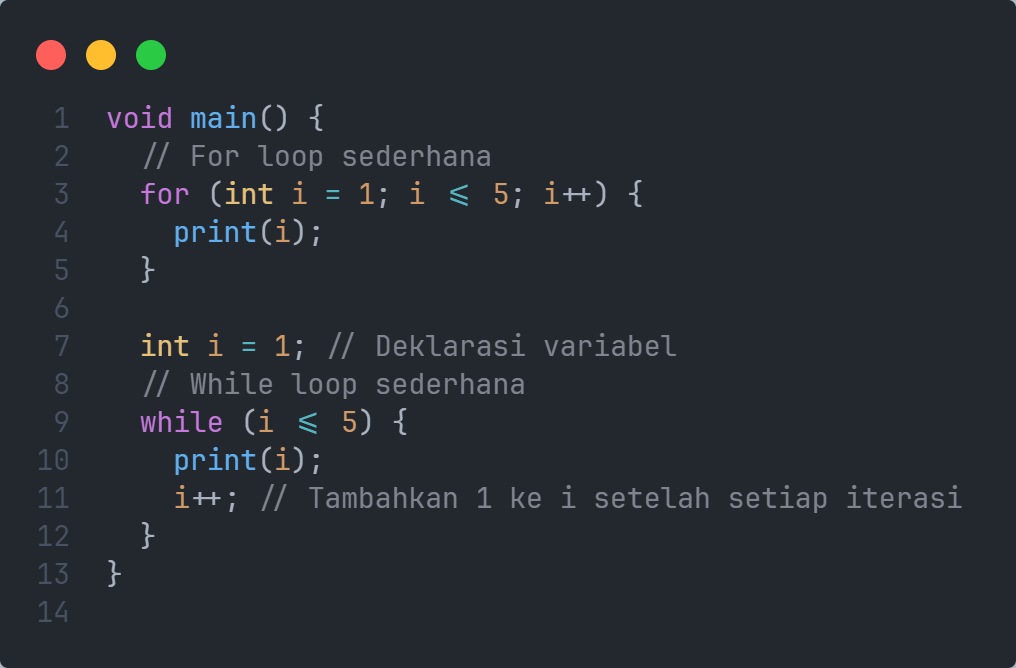 1 void main() {
2   // For loop sederhana
3   for (int i = 1; i <= 5; i++) {
4     print(i);
5   }
6
7   int i = 1; // Deklarasi variabel
8   // While loop sederhana
9   while (i <= 5) {
10     print(i);
11     i++; // Tambahkan 1 ke i setelah setiap iterasi
12   }
13 }
14